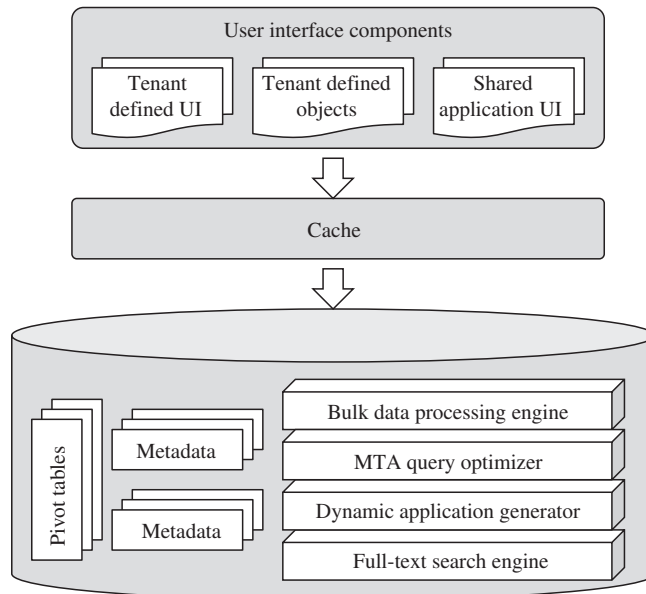 User interface components
Tenant
defined UI
Tenant defined
objects
Shared
application UI
Cache
Pivot tables
Metadata
Metadata
Bulk data processing engine
MTA query optimizer
Dynamic application generator
Full-text search engine